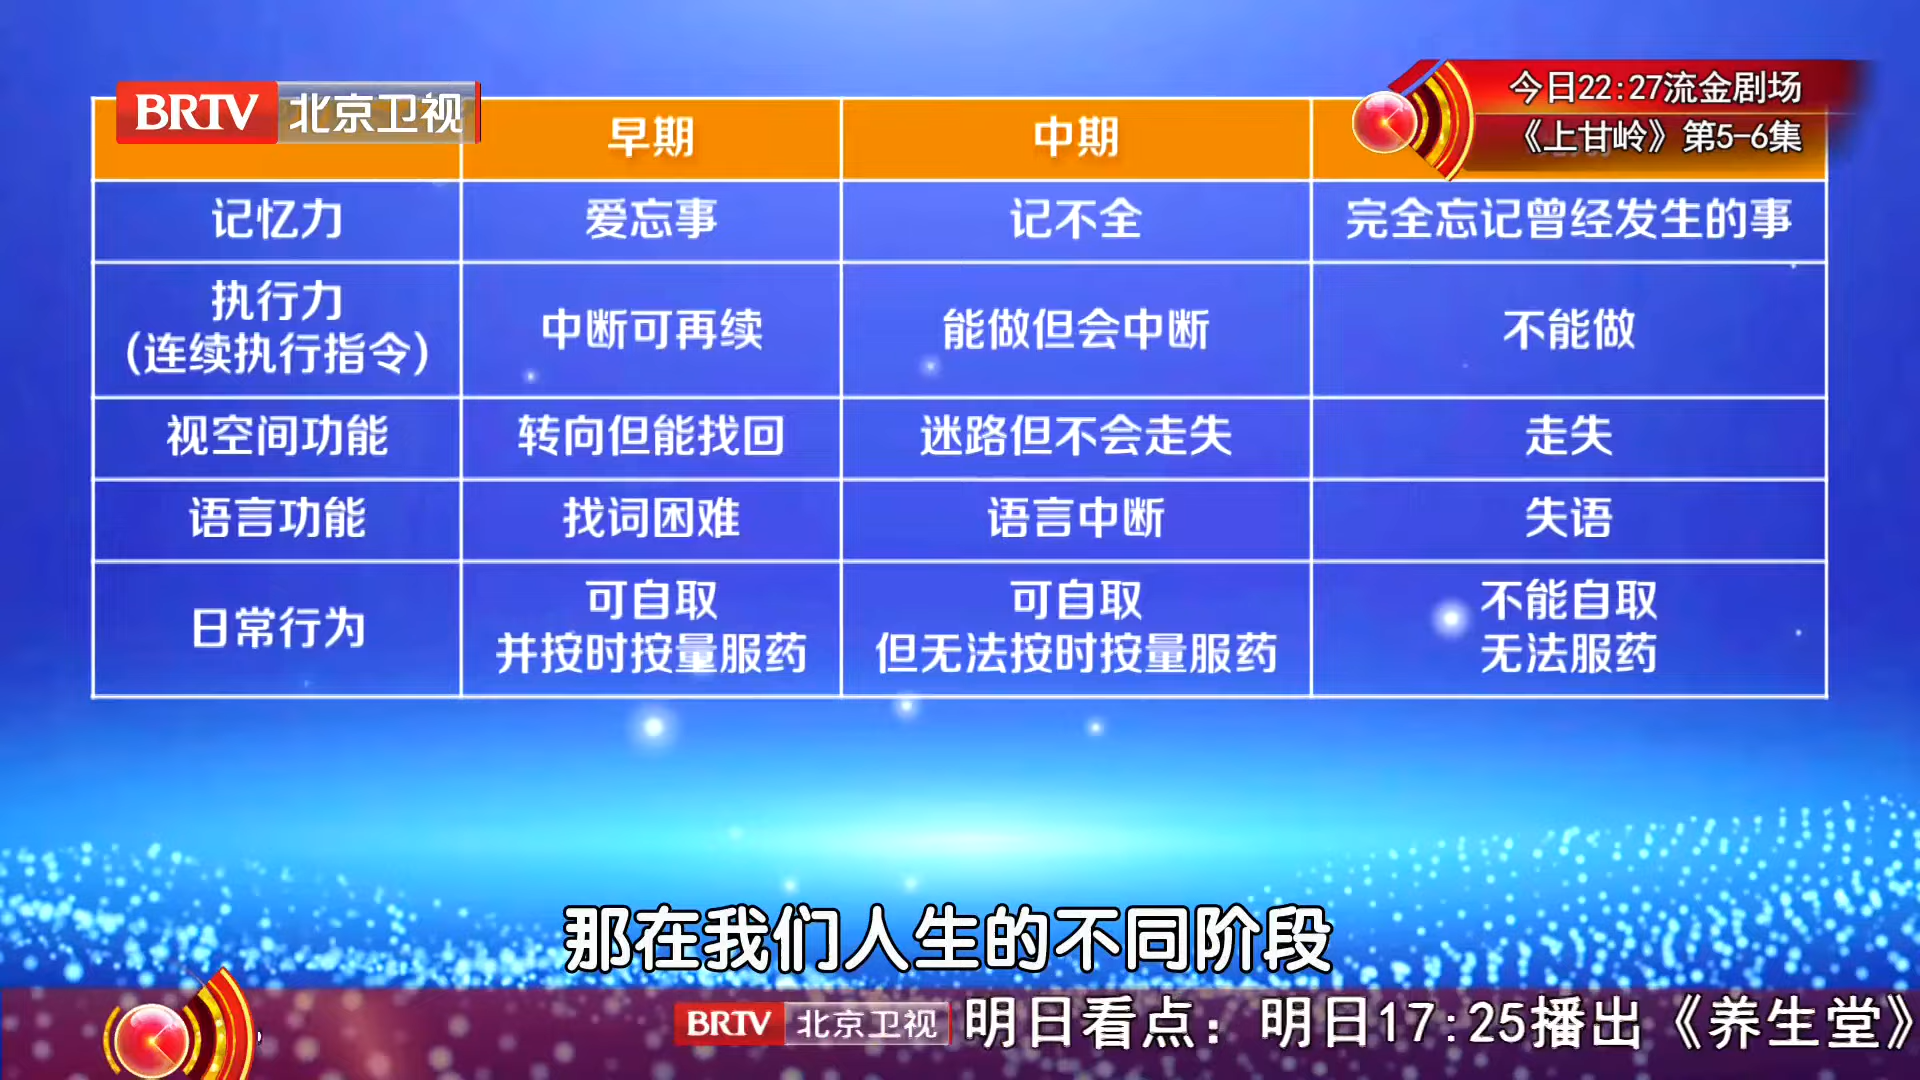 BRTV 北京卫视
今日22:27流金剧场
《上甘岭》第5-6集
早期 中期
记忆力 爱忘事 记不全 完全忘记曾经发生的事
执行力
(连续执行指令) 中断可再续 能做但会中断 不能做
视空间功能 转向但能找回 迷路但不会走失 走失
语言功能 找词困难 语言中断 失语
日常行为 可自取 可自取 不能自取
并按时按量服药 但无法按时按量服药 无法服药
那在我们人生的不同阶段
BRTV 北京卫视 明日看点：明日17:25播出《养生堂》